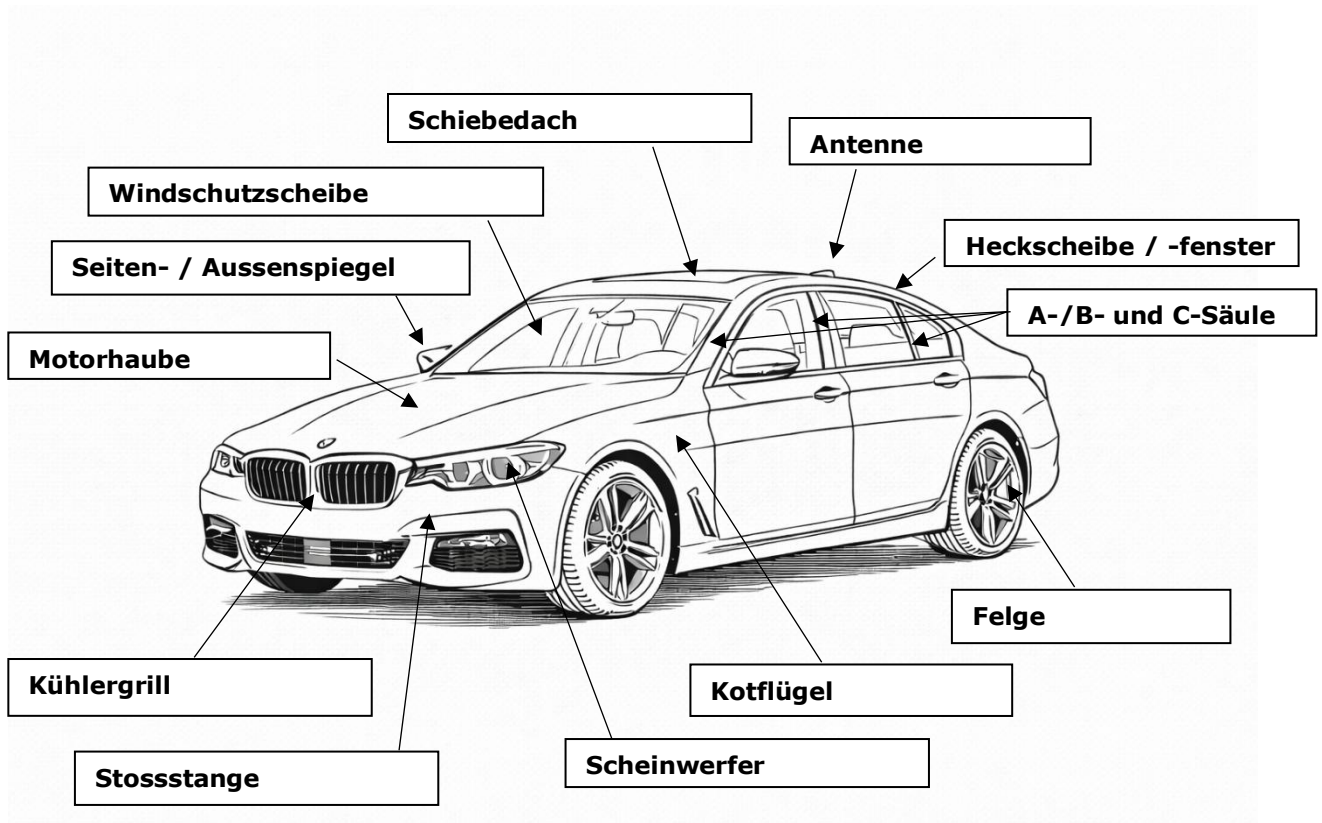 Schiebedach
Antenne
Windschutzscheibe
Heckscheibe / -fenster
Seiten- / Aussenspiegel
A-/B- und C-Säule
Motorhaube
Felge
Kühlergrill
Kotflügel
Scheinwerfer
Stossstange